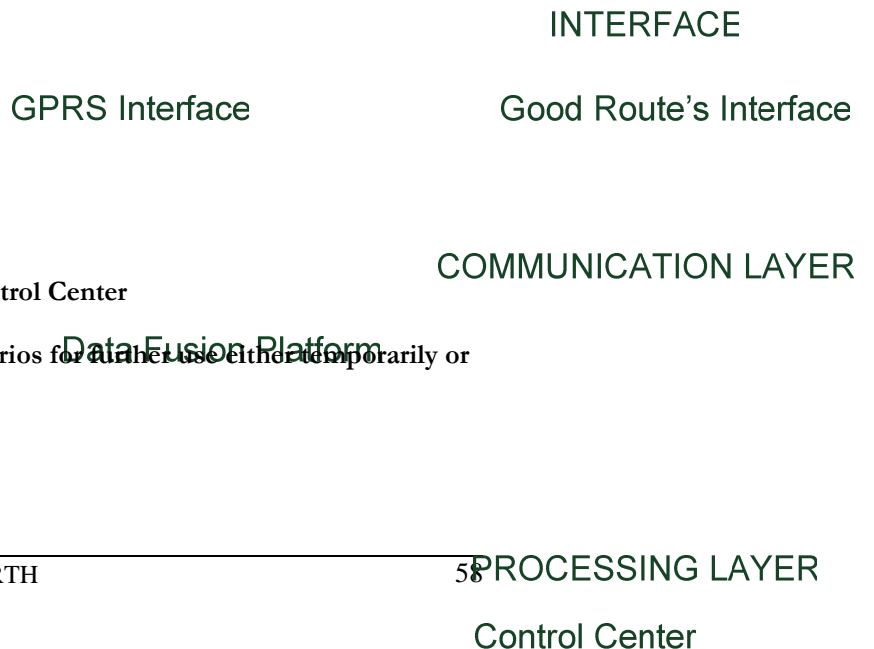 INTERFACE
GPRS Interface
Good Route’s Interface
COMMUNICATION LAYER
trol Center
Data Fusion Platform
rios for further use either temporarily or
RTH
58
PROCESSING LAYER
Control Center